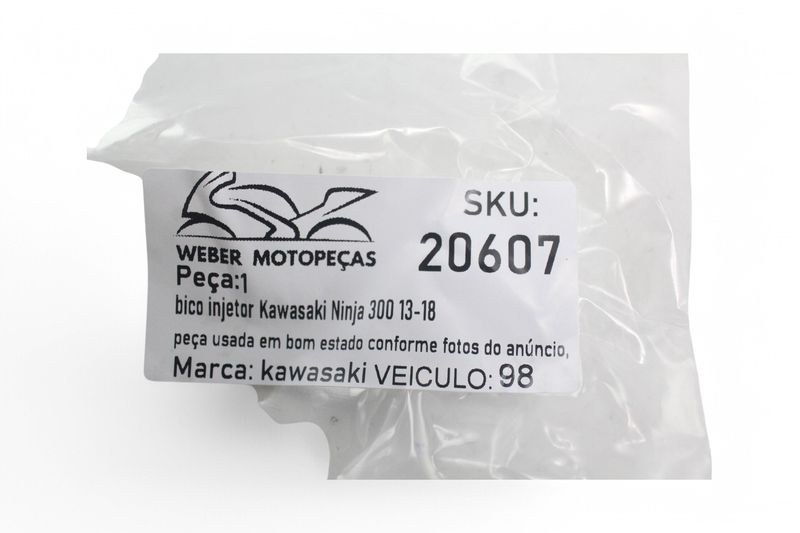 WEBER MOTOPEÇAS
SKU:
20607
Peça:1
bico injetor Kawasaki Ninja 300 13-18
peça usada em bom estado conforme fotos do anúncio,
Marca: kawasaki VEICULO: 98